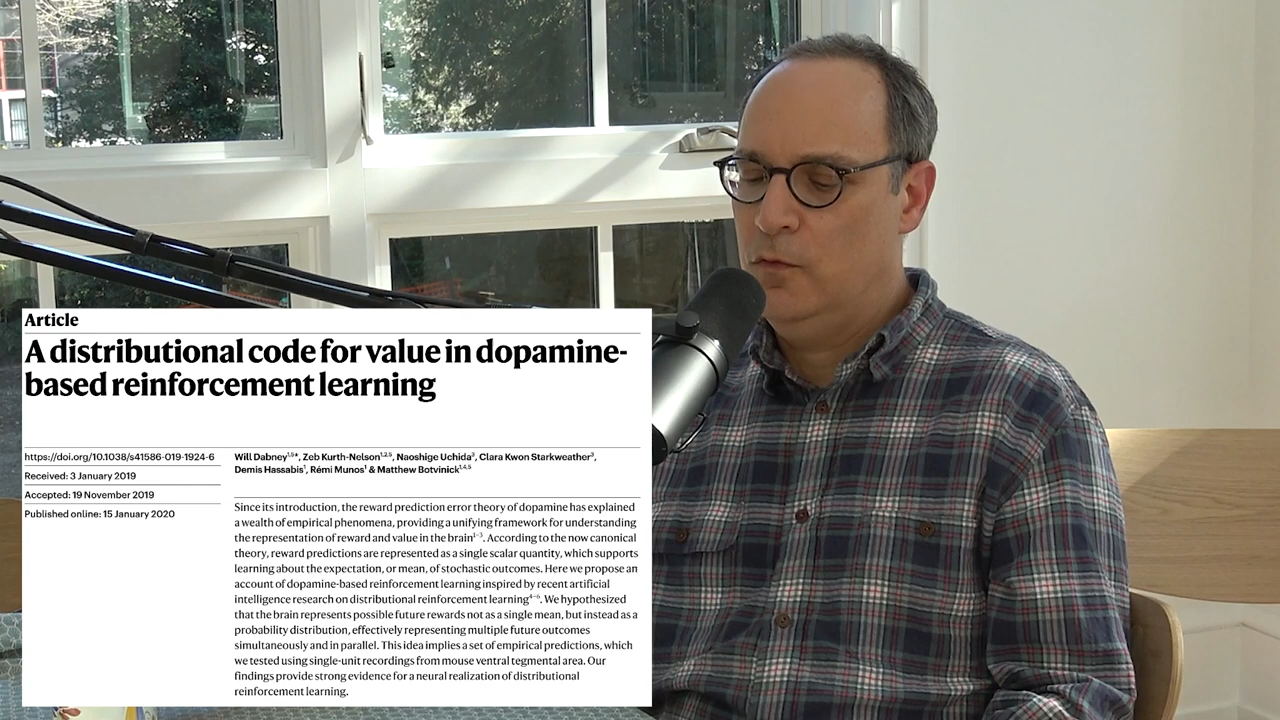 Article
A distributional code for value in dopamine-
based reinforcement learning
https://doi.org/10.1038/s41586-019-1924-6
Received: 3 January 2019
Accepted: 19 November 2019
Published online: 15 January 2020
Will Dabney1,5*, Zeb Kurth-Nelson1,2,5, Naoshige Uchida3, Clara Kwon Starkweather3,
Demis Hassabis1, Rémi Munos1 & Matthew Botvinick1,4,5
Since its introduction, the reward prediction error theory of dopamine has explained
a wealth of empirical phenomena, providing a unifying framework for understanding
the representation of reward and value in the brain1–3. According to the now canonical
theory, reward predictions are represented as a single scalar quantity, which supports
learning about the expectation, or mean, of stochastic outcomes. Here we propose an
account of dopamine-based reinforcement learning inspired by recent artificial
intelligence research on distributional reinforcement learning4–6. We hypothesized
that the brain represents possible future rewards not as a single mean, but instead as a
probability distribution, effectively representing multiple future outcomes
simultaneously and in parallel. This idea implies a set of empirical predictions, which
we tested using single-unit recordings from mouse ventral tegmental area. Our
findings provide strong evidence for a neural realization of distributional
reinforcement learning.